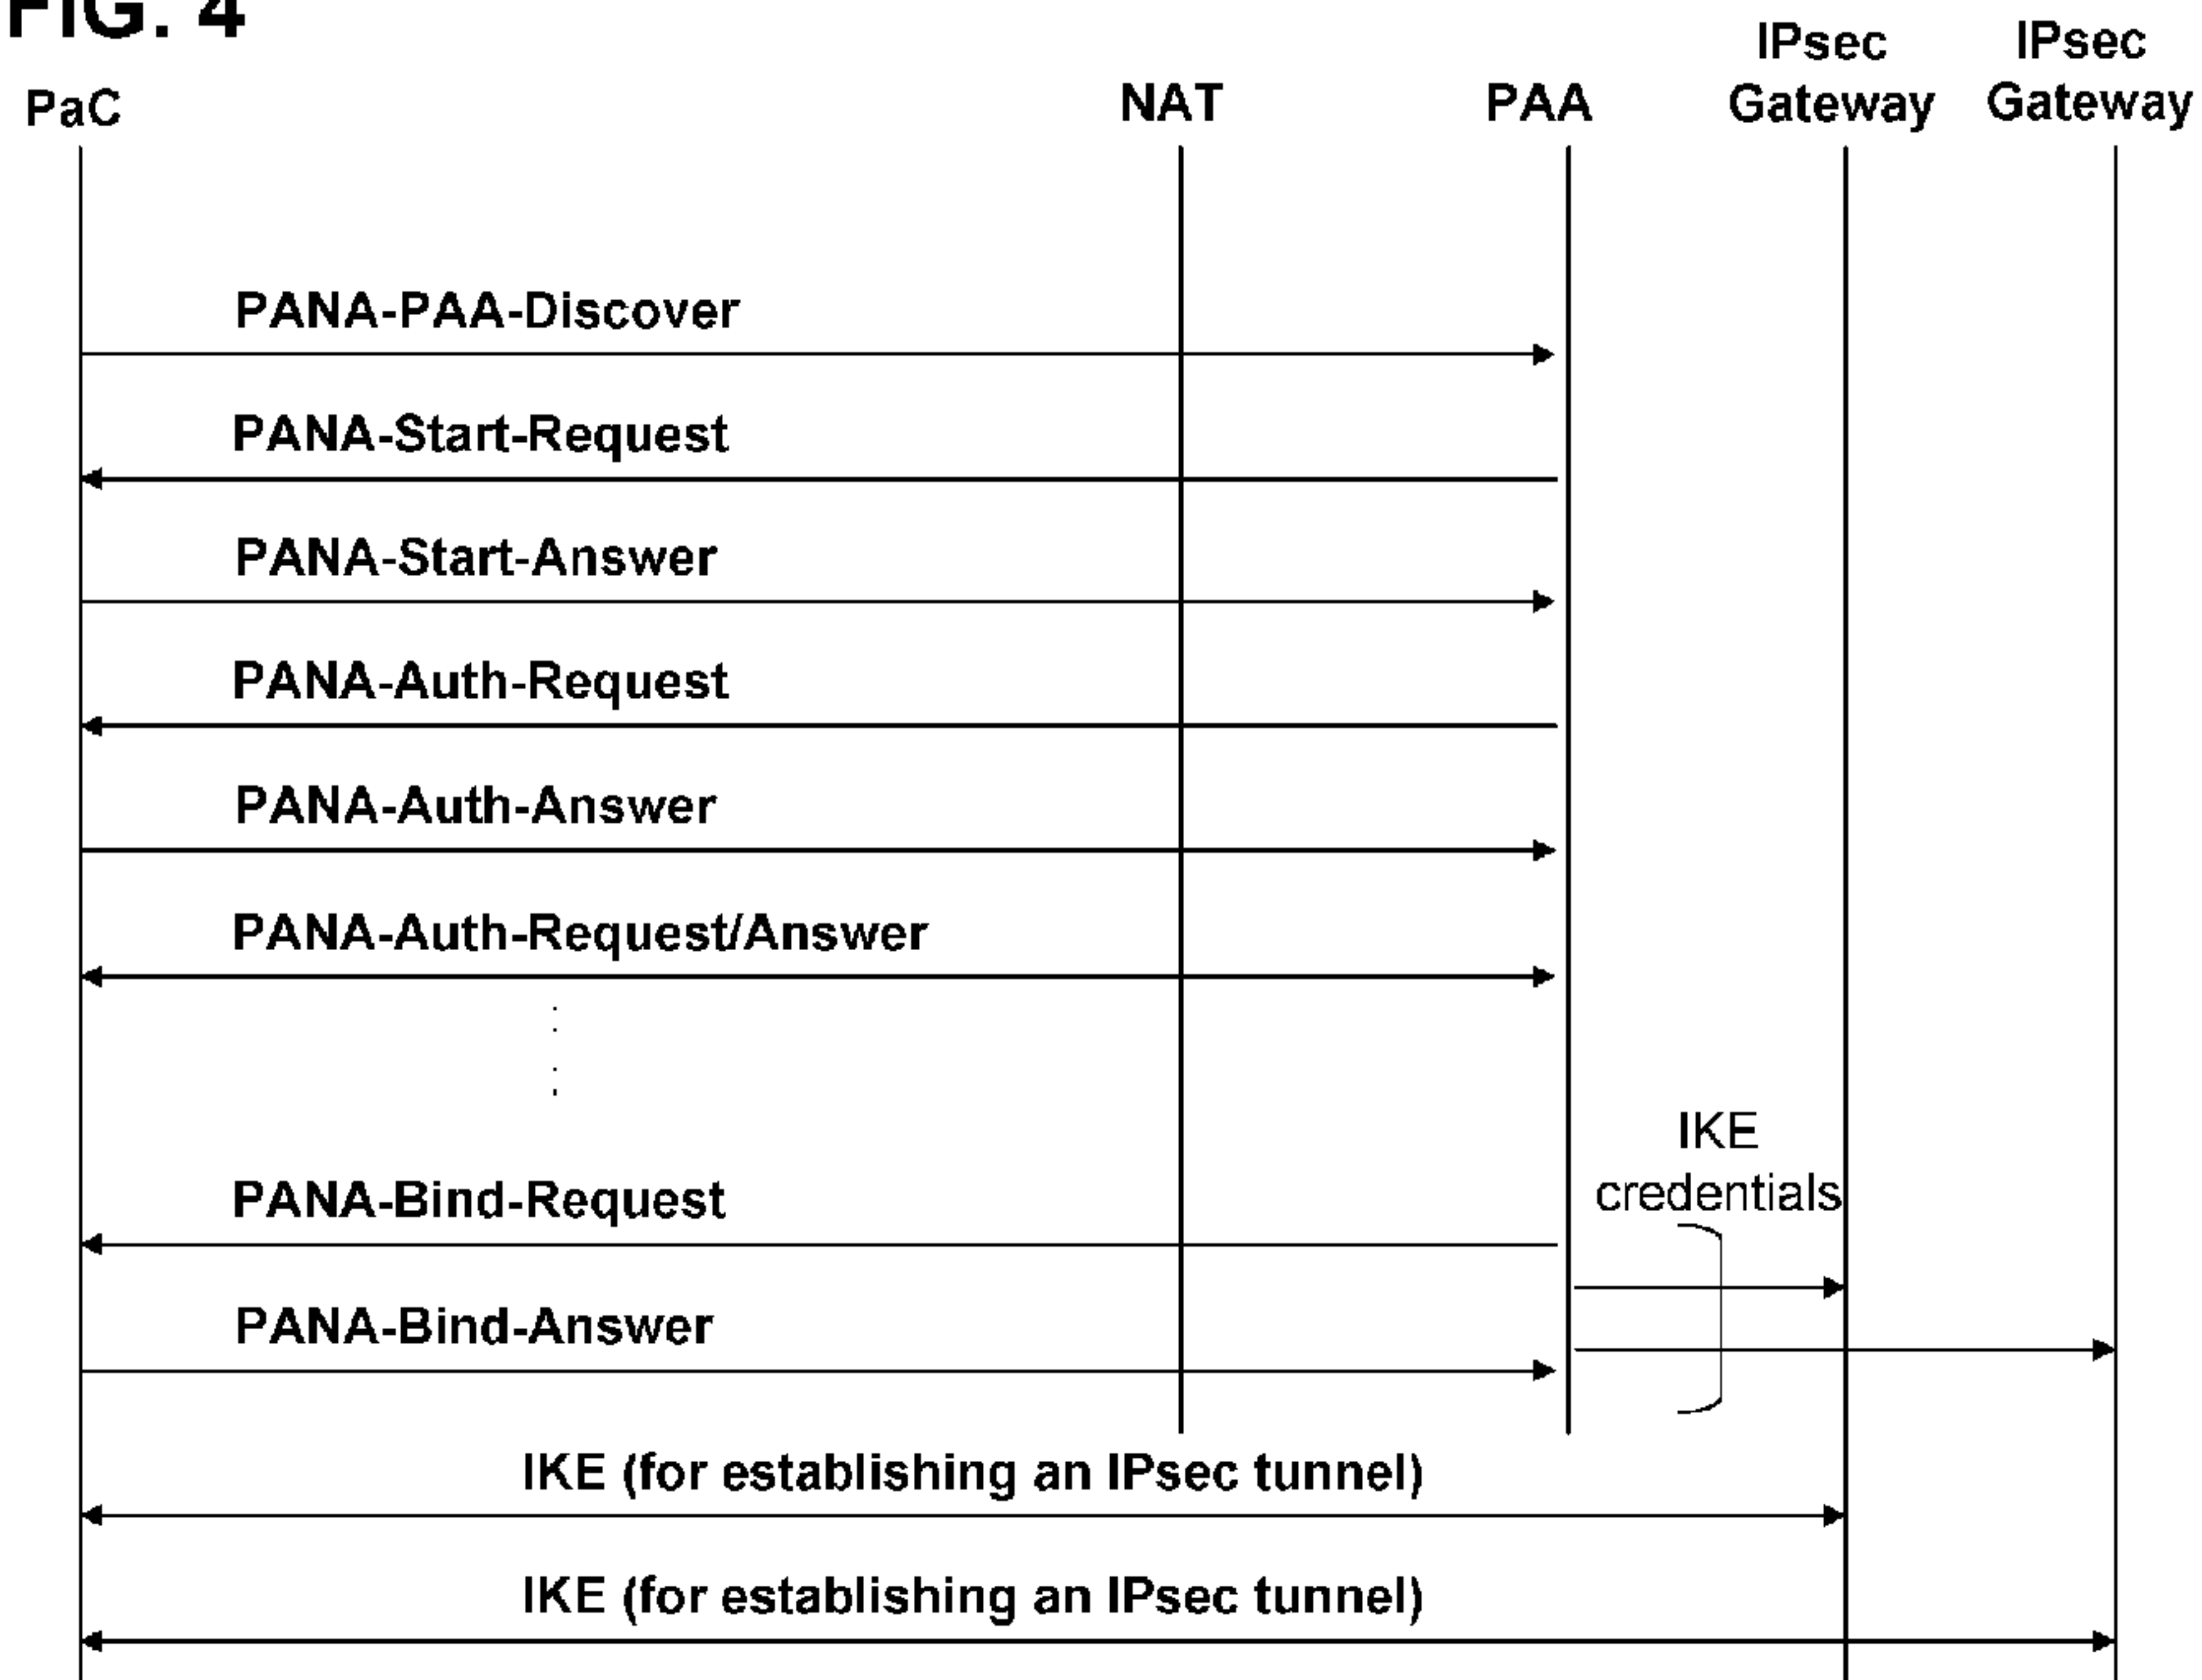 FIG. 4
PaC
NAT
PAA
IPsec
Gateway
IPsec
Gateway
PANA-PAA-Discover
PANA-Start-Request
PANA-Start-Answer
PANA-Auth-Request
PANA-Auth-Answer
PANA-Auth-Request/Answer
IKE
credentials
PANA-Bind-Request
PANA-Bind-Answer
IKE (for establishing an IPsec tunnel)
IKE (for establishing an IPsec tunnel)